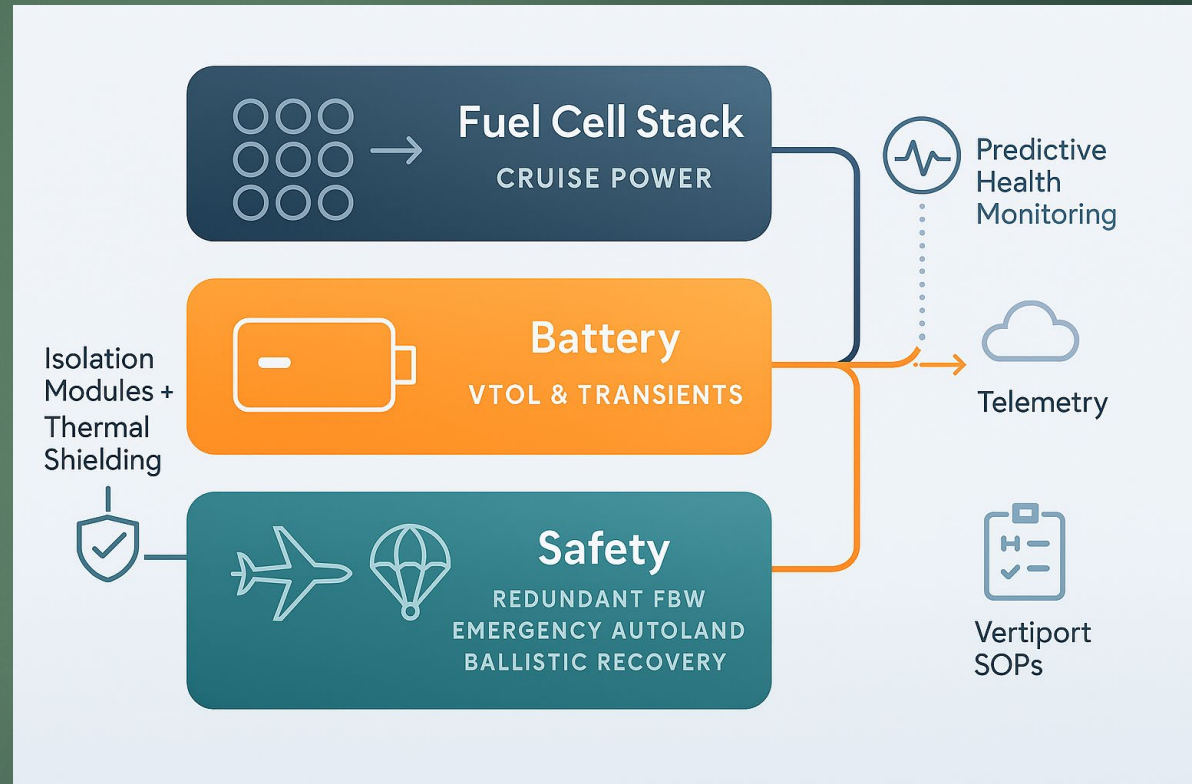 Fuel Cell Stack
CRUISE POWER
Predictive
Health
Monitoring
Battery
VTOL & TRANSIENTS
Isolation
Modules +
Thermal
Shielding
Telemetry
Safety
REDUNDANT FBW
EMERGENCY AUTOLAND
BALLISTIC RECOVERY
H
Vertiport
SOPs